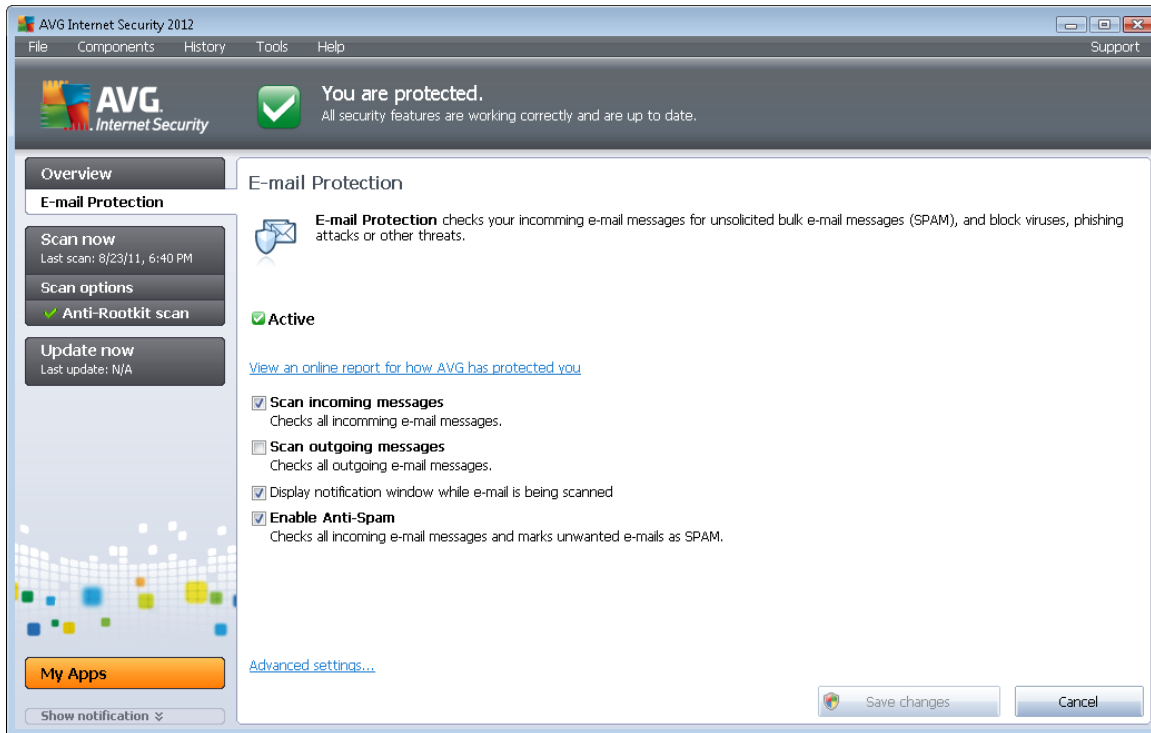 AVG Internet Security 2012
File Components History Tools Help Support
AVG.
Internet Security
You are protected.
All security features are working correctly and are up to date.
Overview
E-mail Protection
Scan now
Last scan: 8/23/11, 6:40 PM
Scan options
Anti-Rootkit scan
Update now
Last update: N/A
My Apps
Show notification
E-mail Protection
E-mail Protection checks your incomming e-mail messages for unsolicited bulk e-mail messages (SPAM), and block viruses, phishing
attacks or other threats.
Active
View an online report for how AVG has protected you
Scan incoming messages
Checks all incomming e-mail messages.
Scan outgoing messages
Checks all outgoing e-mail messages.
Display notification window while e-mail is being scanned
Enable Anti-Spam
Checks all incoming e-mail messages and marks unwanted e-mails as SPAM.
Advanced settings...
Save changes
Cancel